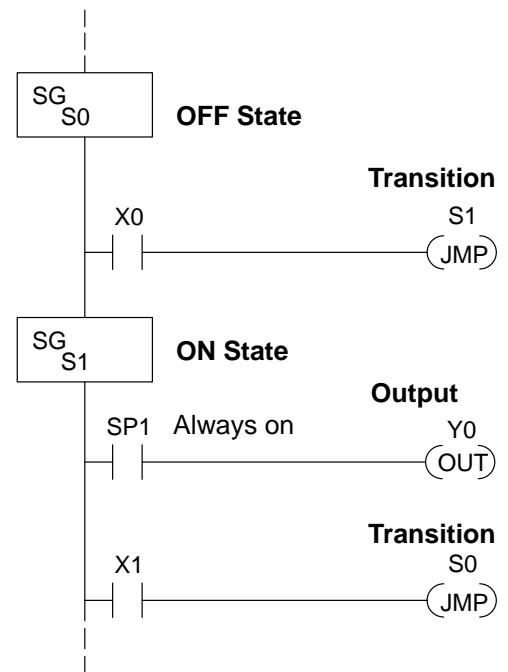 SG
S0
OFF State
Transition
X0
S1
JMP
SG
S1
ON State
Output
SP1
Always on
Y0
OUT
Transition
X1
S0
JMP